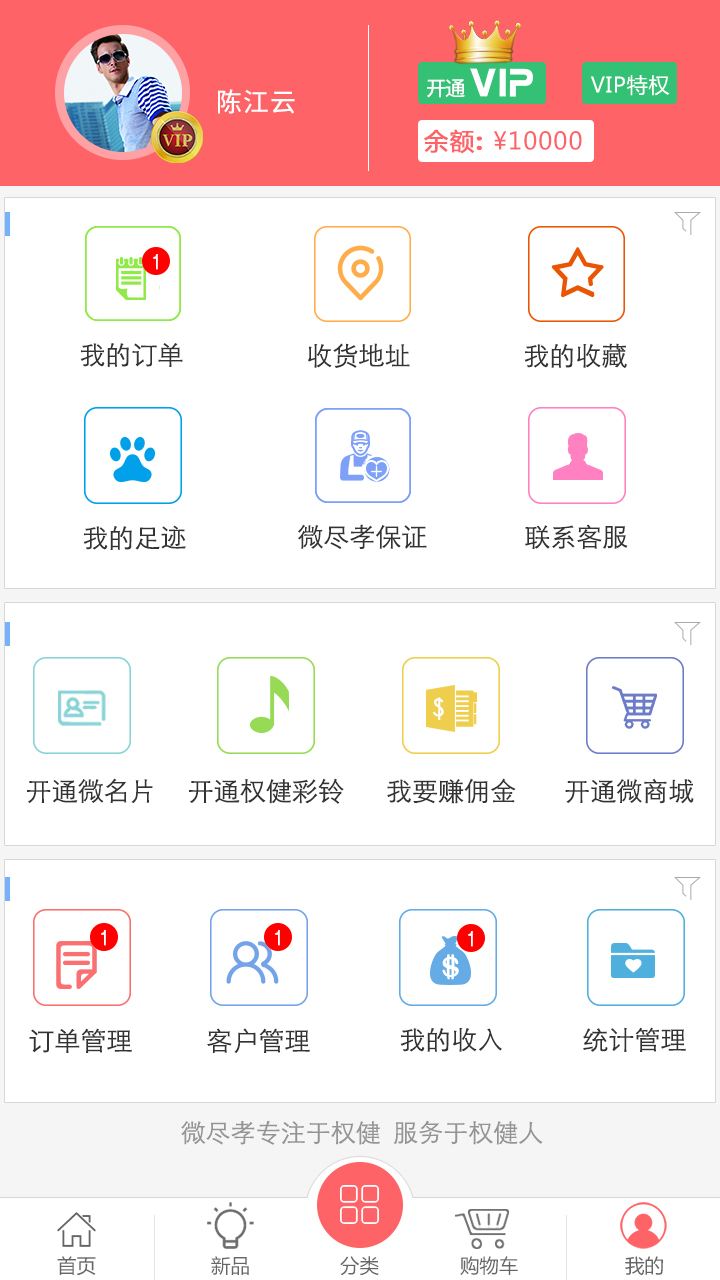 陈江云
VIP
开通VIP
VIP特权
余额: ¥10000
1
我的订单 收货地址 我的收藏
我的足迹 微尽孝保证 联系客服
$
开通微名片 开通权健彩铃 我要赚佣金 开通微商城
1 1 1
$
订单管理 客户管理 我的收入 统计管理
微尽孝专注于权健 服务于权健人
首页 新品 分类 购物车 我的